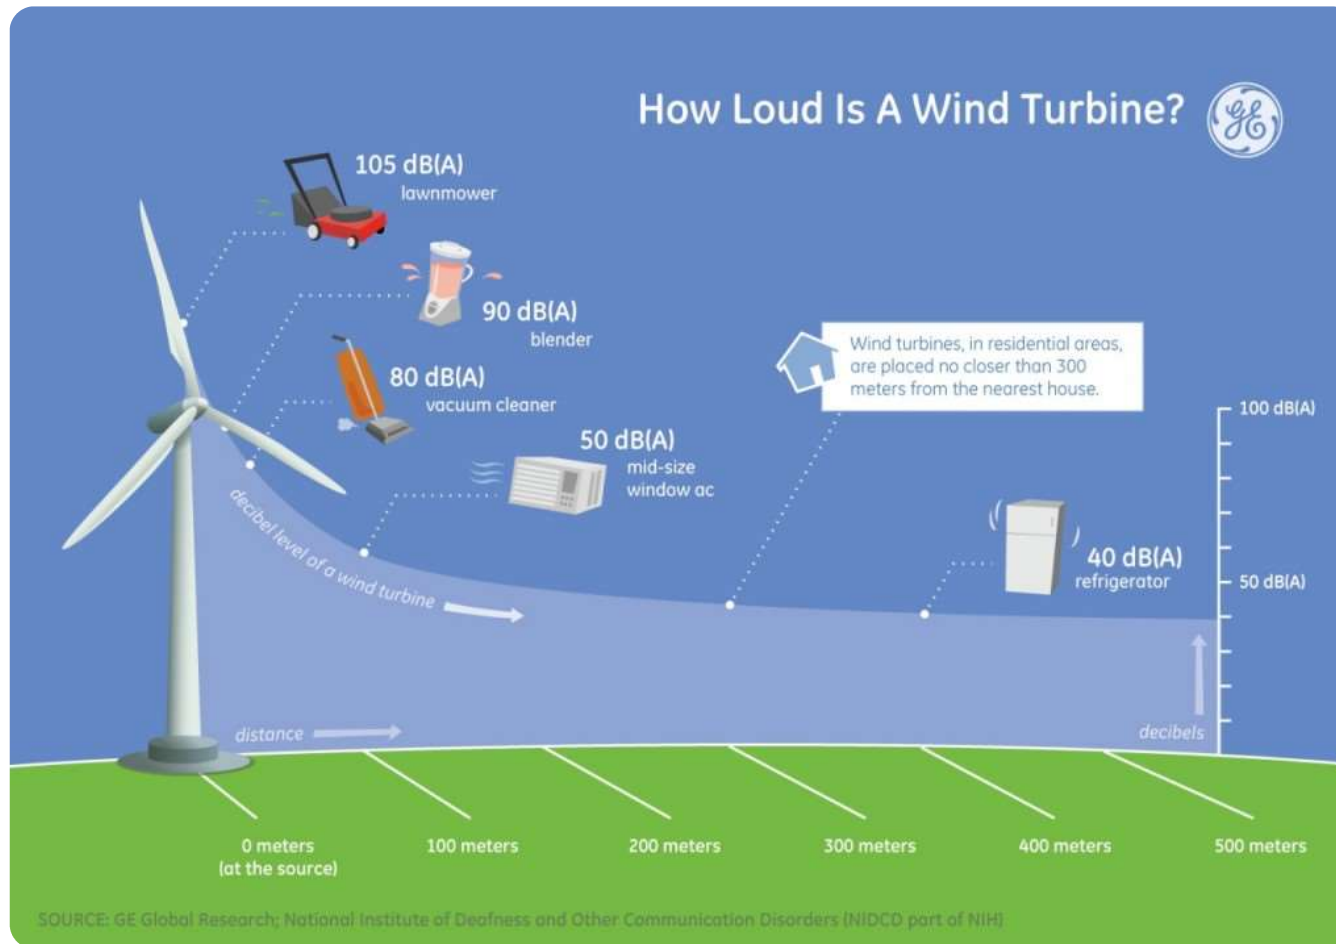 How Loud Is A Wind Turbine?
GE
105 dB(A)
lawnmower
90 dB(A)
blender
80 dB(A)
vacuum cleaner
50 dB(A)
mid-size
window ac
Wind turbines, in residential areas,
are placed no closer than 300
meters from the nearest house.
40 dB(A)
refrigerator
100 dB(A)
50 dB(A)
decibel level of a wind turbine
distance
decibels
0 meters
(at the source)
100 meters
200 meters
300 meters
400 meters
500 meters
SOURCE: GE Global Research; National Institute of Deafness and Other Communication Disorders (NIDCD part of NIH)